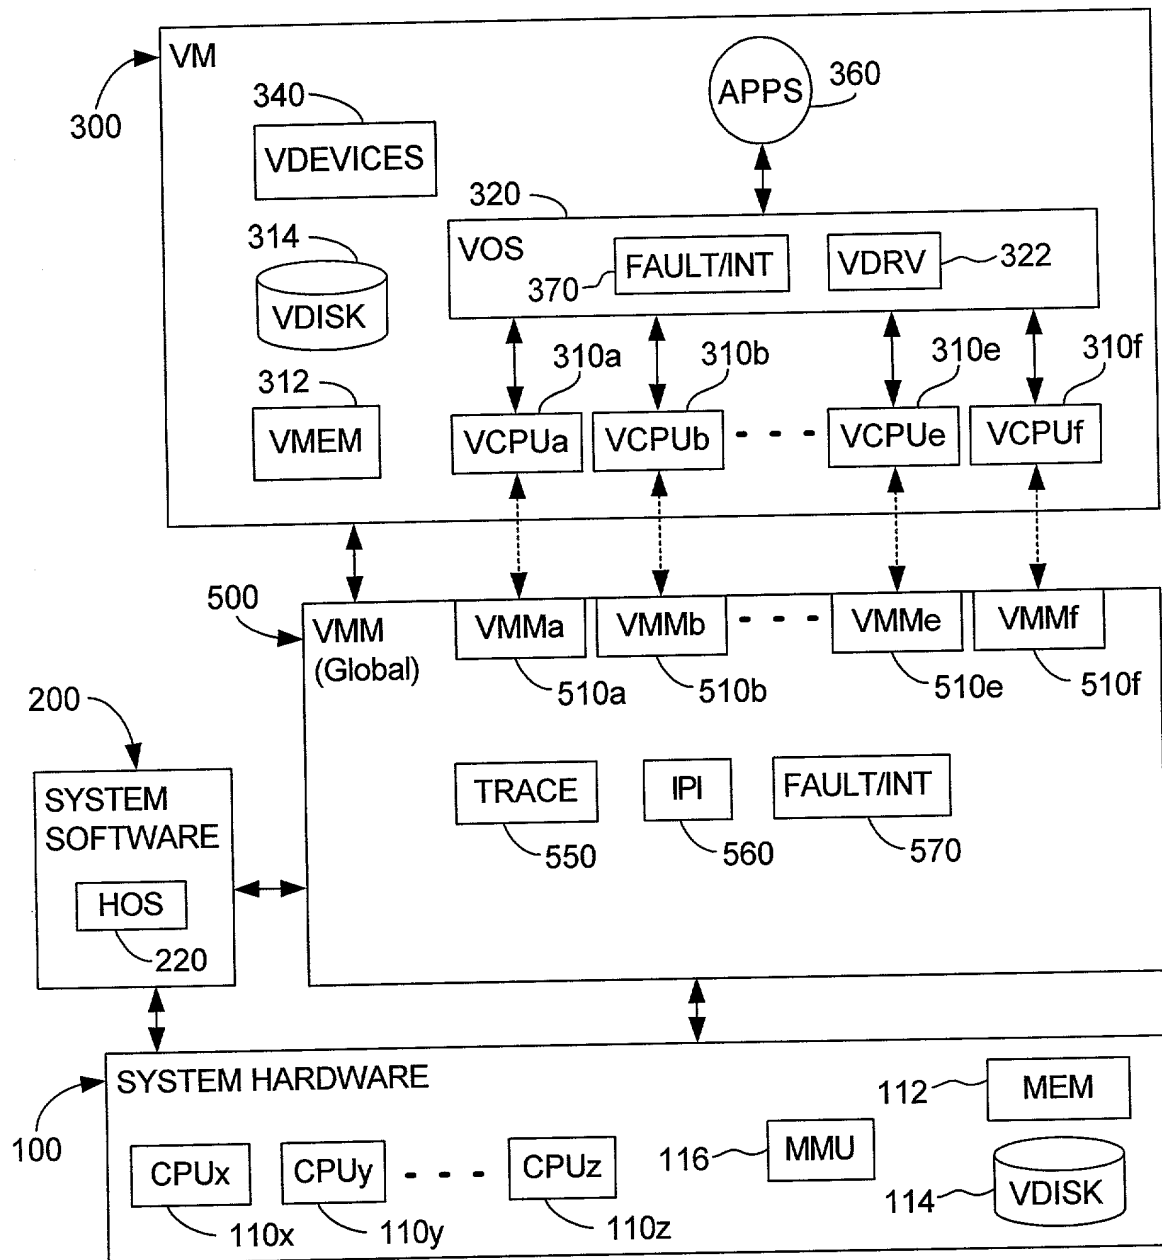 VM
300
APPS
360
340
VDEVICES
320
VOS
FAULT/INT
370
VDRV
322
314
VDISK
310a
310b
310e
310f
312
VMEM
VCPUa
VCPUb
VCPUe
VCPUf
500
VMM
(Global)
VMMa
VMMb
VMMe
VMMf
510a
510b
510e
510f
200
SYSTEM
SOFTWARE
HOS
220
TRACE
IPI
FAULT/INT
550
560
570
SYSTEM HARDWARE
100
112
MEM
116
MMU
114
VDISK
CPUx
CPUy
CPUz
110x
110y
110z